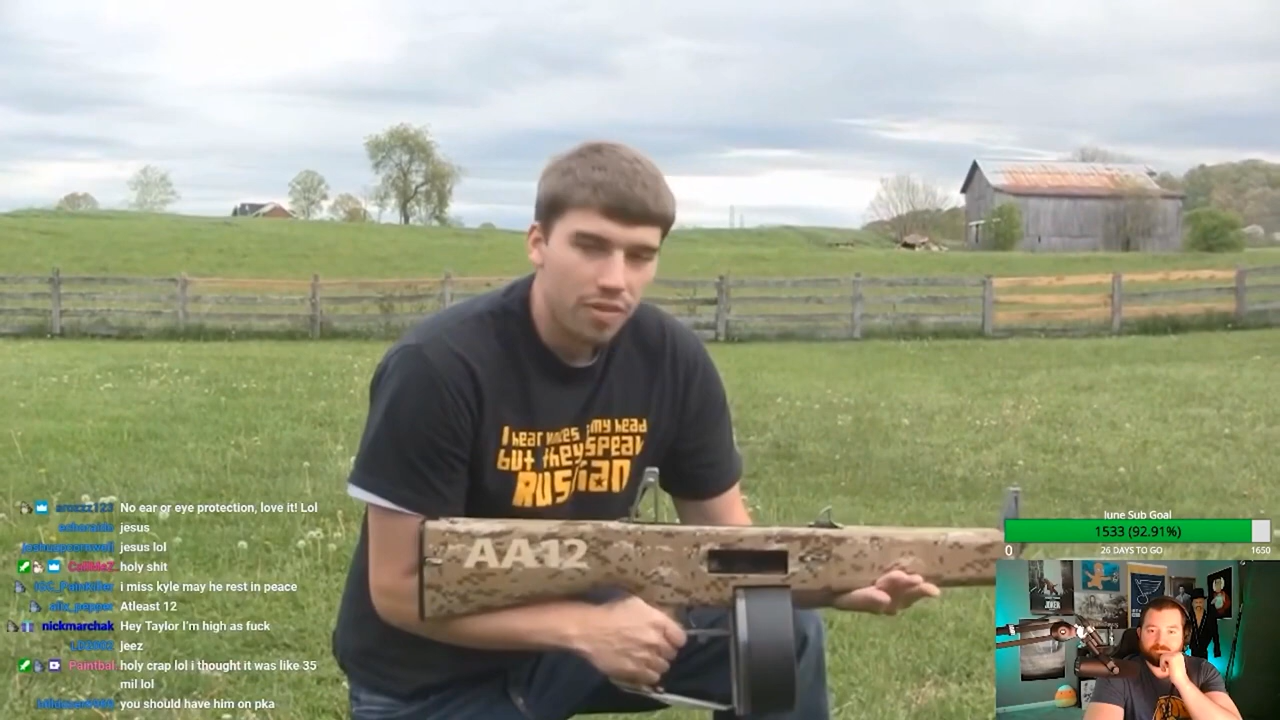 I hear voices in my head
but they speak
RUSSIAN
AA12
No ear or eye protection, love it! Lol
jesus
jesus lol
holy shit
i miss kyle may he rest in peace
Atleast 12
nickmarchak Hey Taylor I'm high as fuck
Jeez
Paintbal holy crap lol i thought it was like 35
mil lol
you should have him on pka
June Sub Goal
1533 (92.91%)
0 26 DAYS TO GO 1650
JOKER